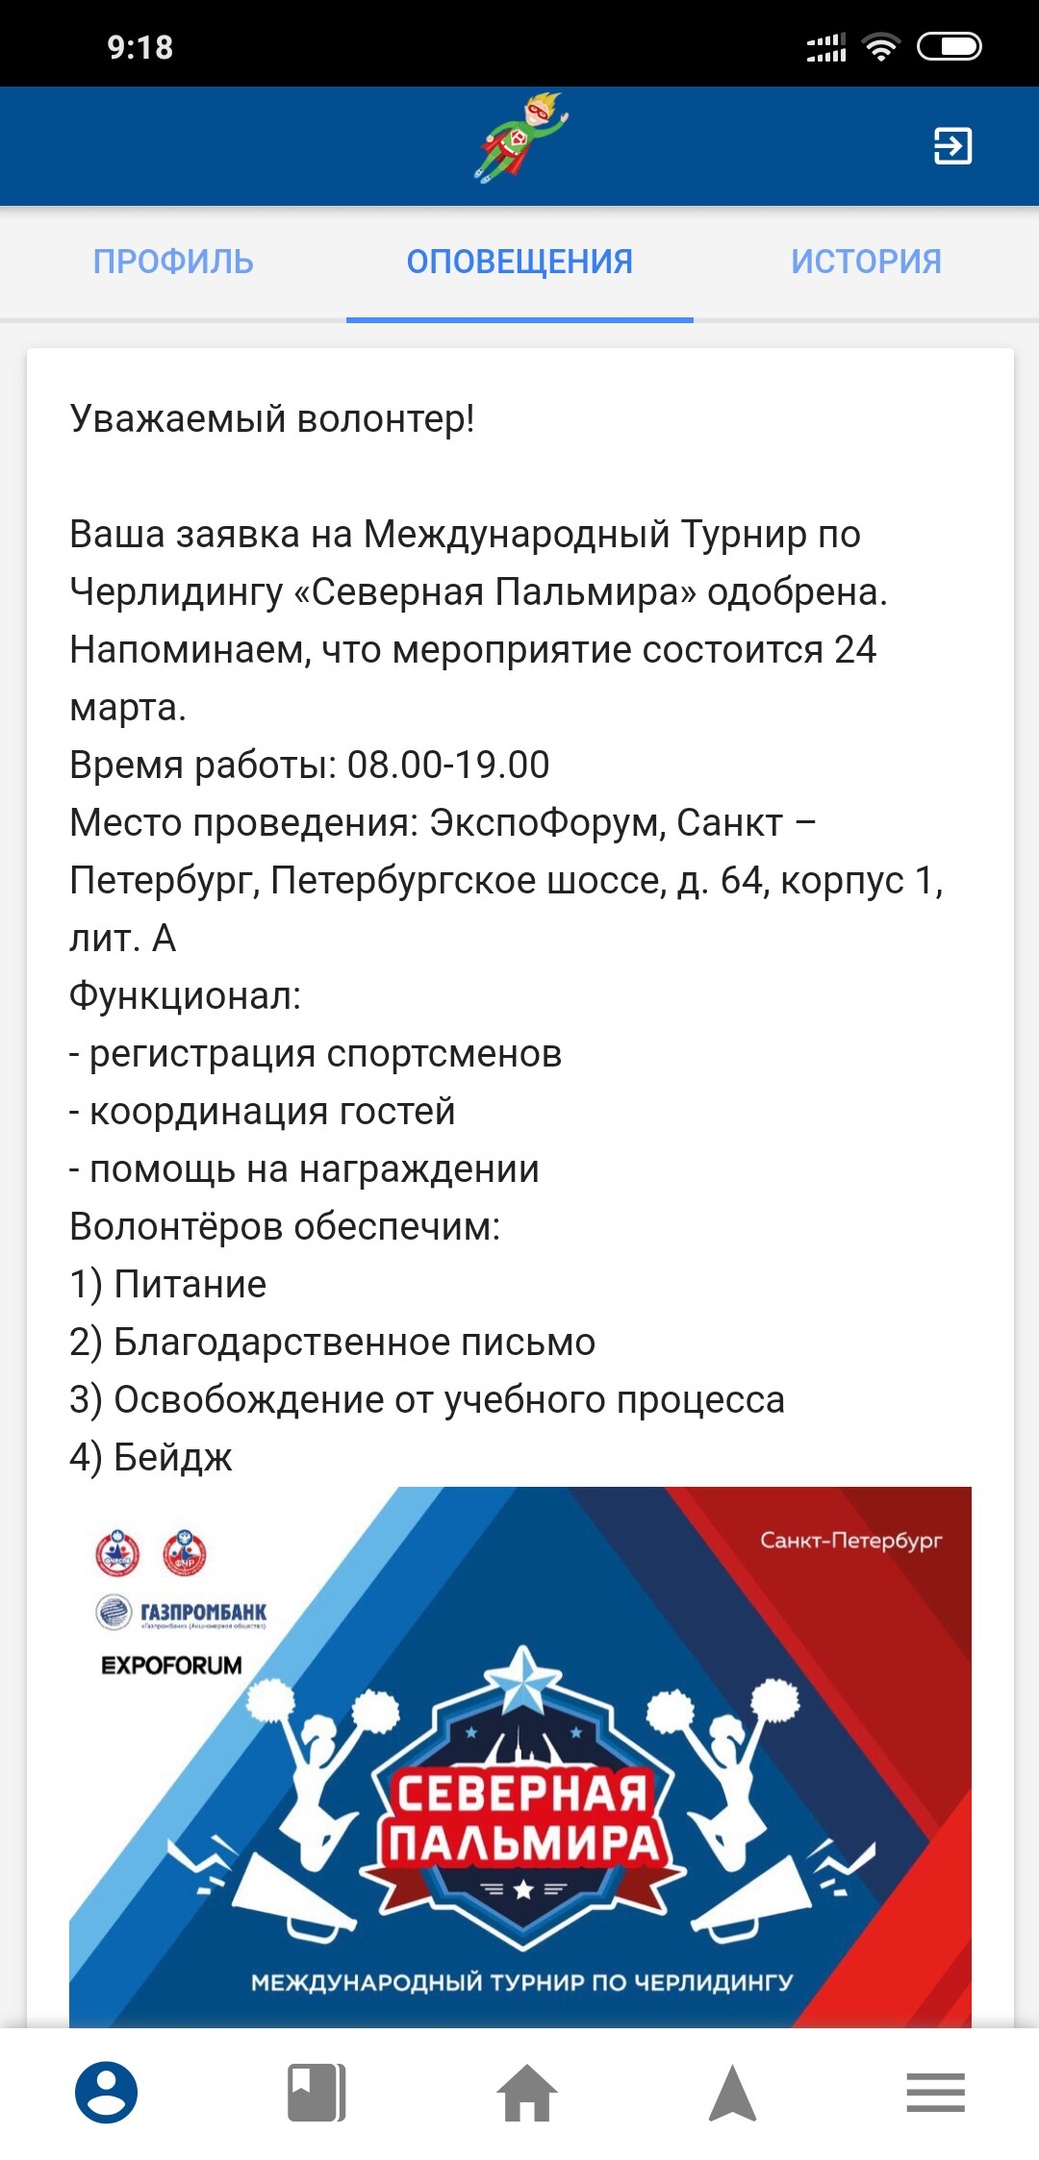 9:18
ПРОФИЛЬ ОПОВЕЩЕНИЯ ИСТОРИЯ
Уважаемый волонтер!
Ваша заявка на Международный Турнир по
Черлидингу «Северная Пальмира» одобрена.
Напоминаем, что мероприятие состоится 24
марта.
Время работы: 08.00-19.00
Место проведения: ЭкспоФорум, Санкт –
Петербург, Петербургское шоссе, д. 64, корпус 1,
лит. А
Функционал:
- регистрация спортсменов
- координация гостей
- помощь на награждении
Волонтёров обеспечим:
1) Питание
2) Благодарственное письмо
3) Освобождение от учебного процесса
4) Бейдж
Санкт-Петербург
ГАЗПРОМБАНК
«Газпромбанк» (Акционерное общество)
EXPOFORUM
СЕВЕРНАЯ
ПАЛЬМИРА
МЕЖДУНАРОДНЫЙ ТУРНИР ПО ЧЕРЛИДИНГУ